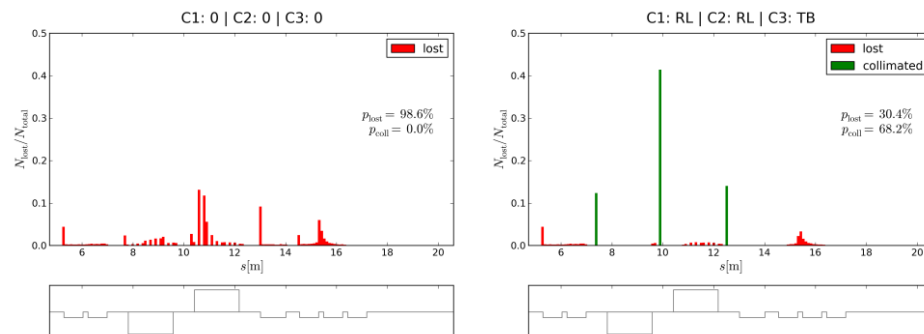 C1: 0 | C2: 0 | C3: 0
0.5
0.4
0.3
0.2
0.1
0.0
N_lost/N_total
lost
p_lost = 98.6%
p_coll = 0.0%
6 8 10 12 14 16 18 20
s[m]
C1: RL | C2: RL | C3: TB
0.5
0.4
0.3
0.2
0.1
0.0
N_lost/N_total
lost
collimated
p_lost = 30.4%
p_coll = 68.2%
6 8 10 12 14 16 18 20
s[m]